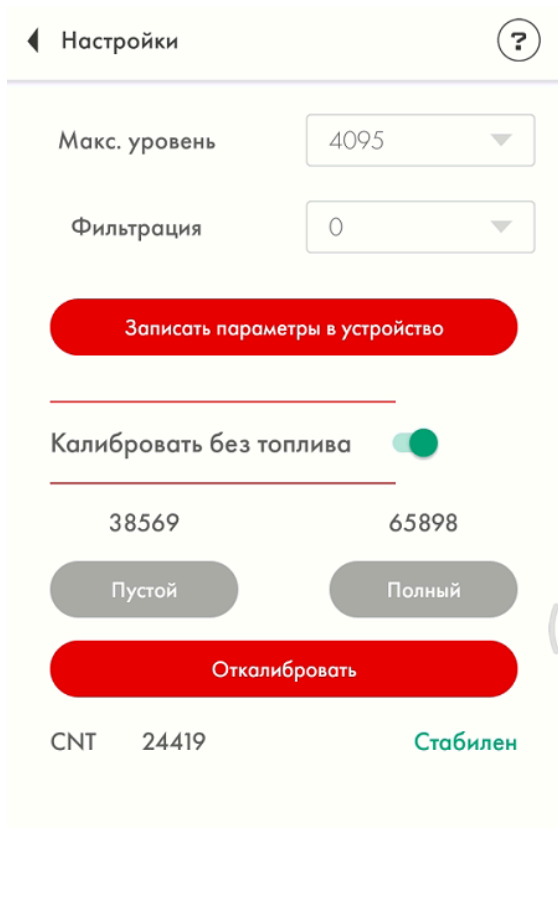 Настройки
?
Макс. уровень 4095
Фильтрация 0
Записать параметры в устройство
Калибровать без топлива
38569 65898
Пустой Полный
Откалибровать
CNT 24419 Стабилен